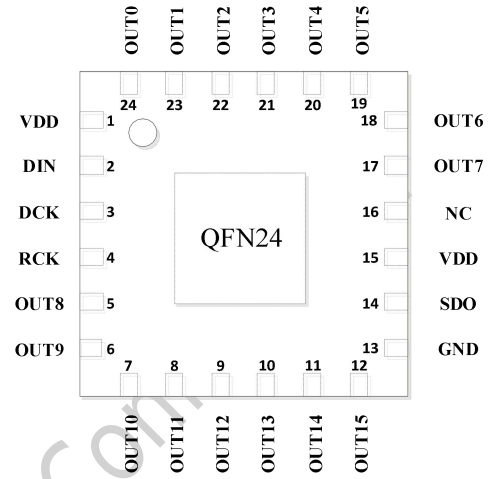 OUT0 OUT1 OUT2 OUT3 OUT4 OUT5
24 23 22 21 20 19
VDD 1 18 OUT6
DIN 2 17 OUT7
DCK 3 16 NC
QFN24
RCK 4 15 VDD
OUT8 5 14 SDO
OUT9 6 13 GND
7 8 9 10 11 12
OUT10 OUT11 OUT12 OUT13 OUT14 OUT15